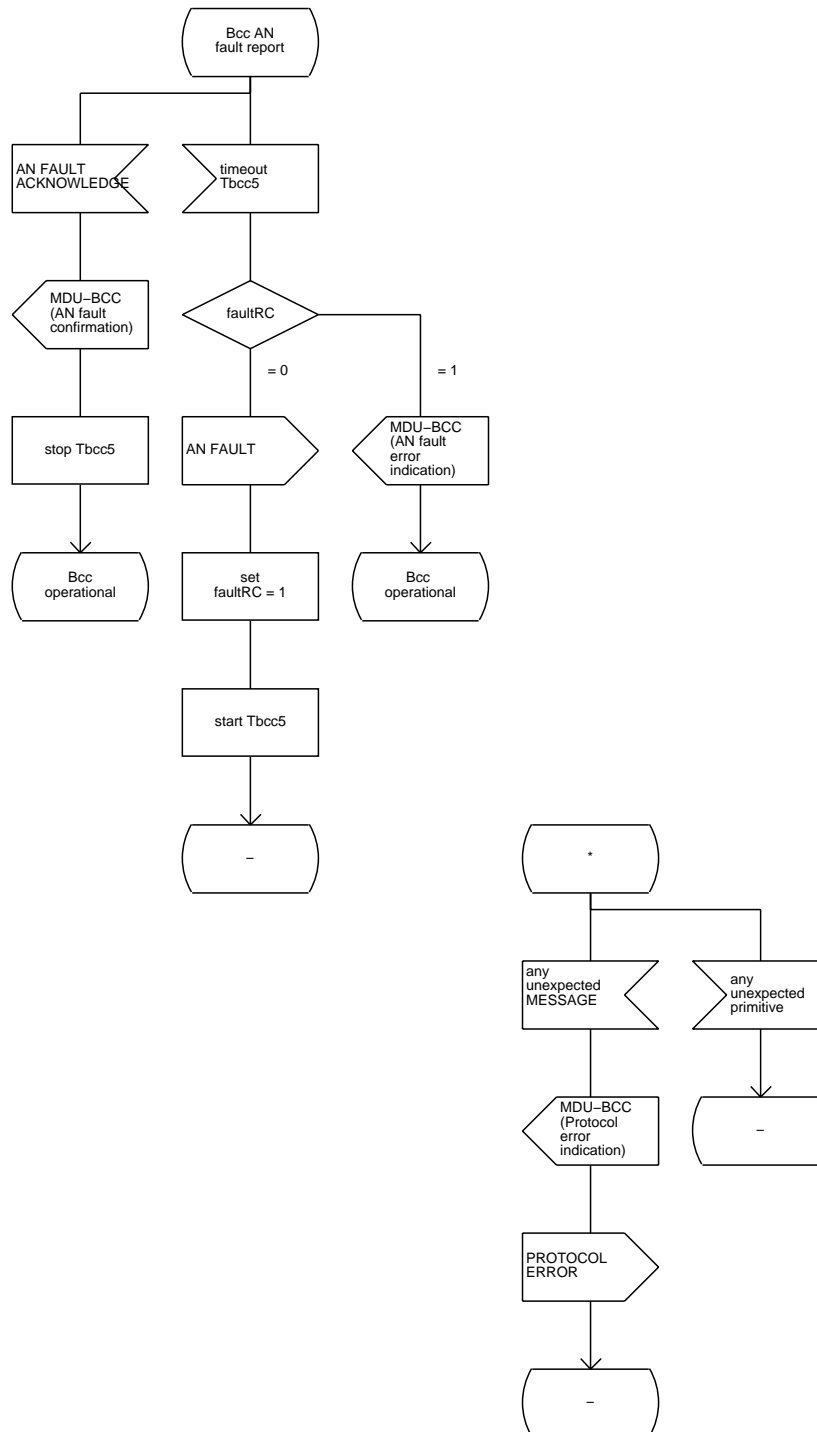 Bcc AN
fault report
AN FAULT
ACKNOWLEDGE
timeout
Tbcc5
MDU−BCC
(AN fault
confirmation)
faultRC
= 0
= 1
stop Tbcc5
AN FAULT
MDU−BCC
(AN fault
error
indication)
Bcc
operational
set
faultRC = 1
Bcc
operational
start Tbcc5
−
*
any
unexpected
MESSAGE
any
unexpected
primitive
MDU−BCC
(Protocol
error
indication)
−
PROTOCOL
ERROR
−